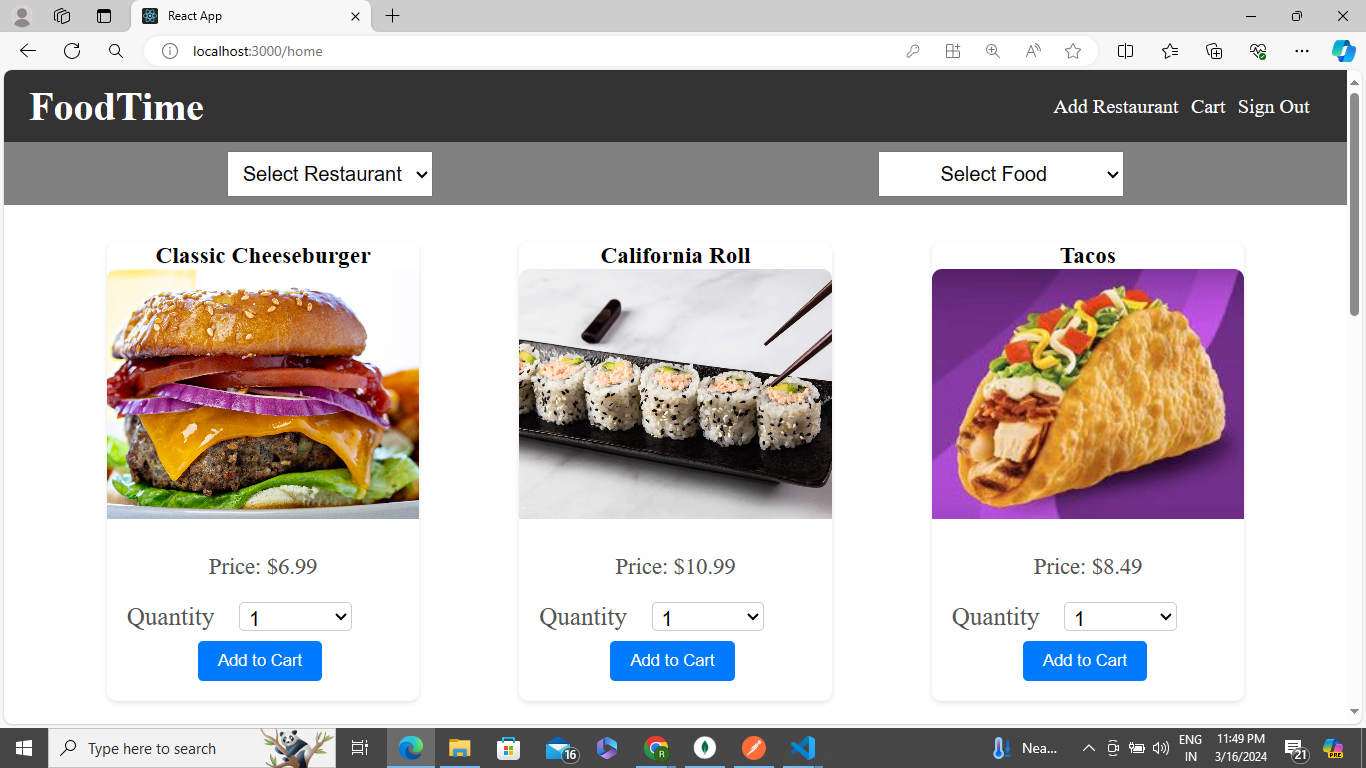 React App
localhost:3000/home
FoodTime
Add Restaurant Cart Sign Out
Select Restaurant
Select Food
Classic Cheeseburger
California Roll
Tacos
Price: $6.99
Price: $10.99
Price: $8.49
Quantity 1
Quantity 1
Quantity 1
Add to Cart
Add to Cart
Add to Cart
Type here to search
16
R
Nea...
ENG
IN
11:49 PM
3/16/2024
21
PRE